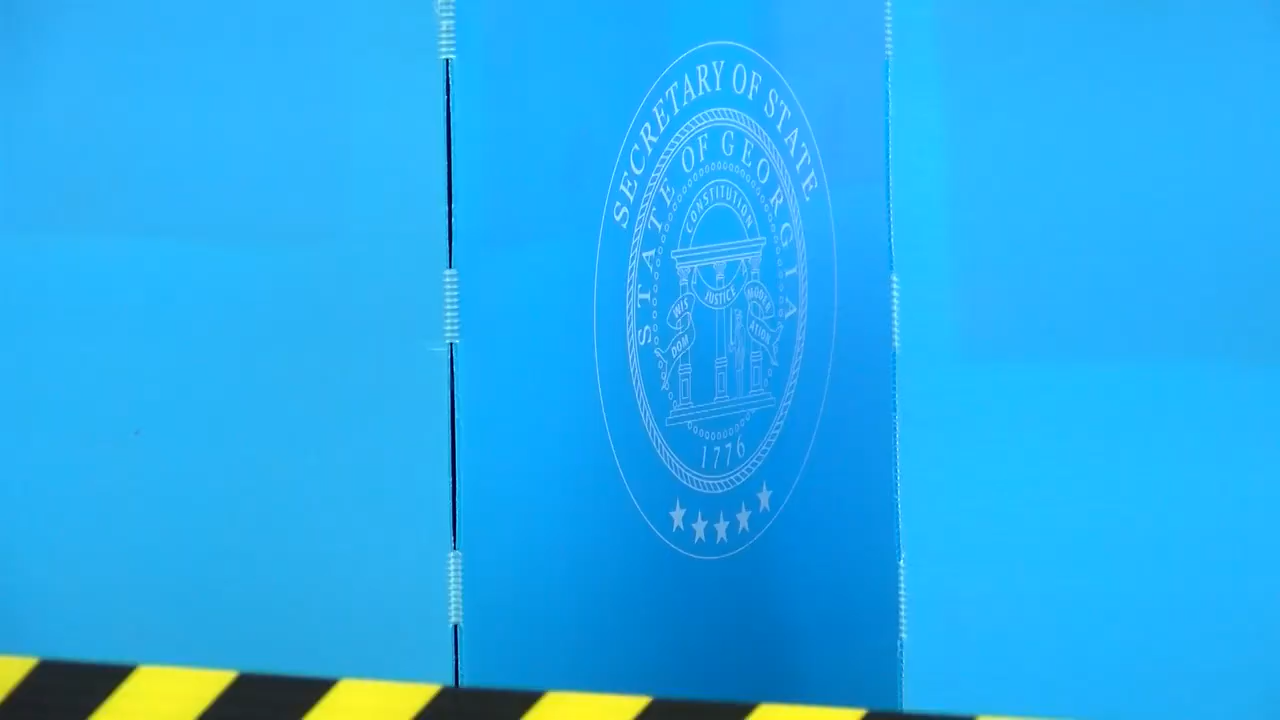 SECRETARY OF STATE
STATE OF GEORGIA
CONSTITUTION
WIS
DOM
JUSTICE
MODER
ATION
1776